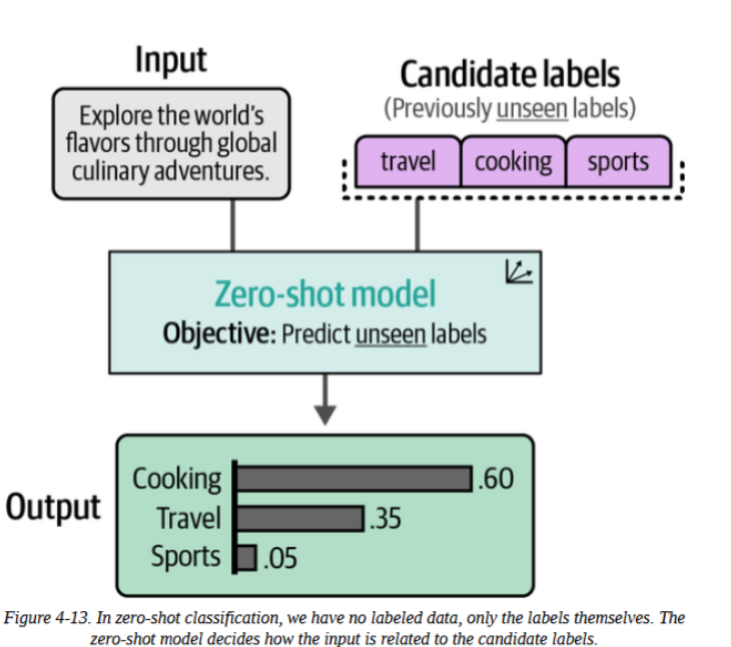 Input
Explore the world's
flavors through global
culinary adventures.
Candidate labels
(Previously unseen labels)
travel cooking sports
Zero-shot model
Objective: Predict unseen labels
Output
Cooking .60
Travel .35
Sports .05
Figure 4-13. In zero-shot classification, we have no labeled data, only the labels themselves. The
zero-shot model decides how the input is related to the candidate labels.